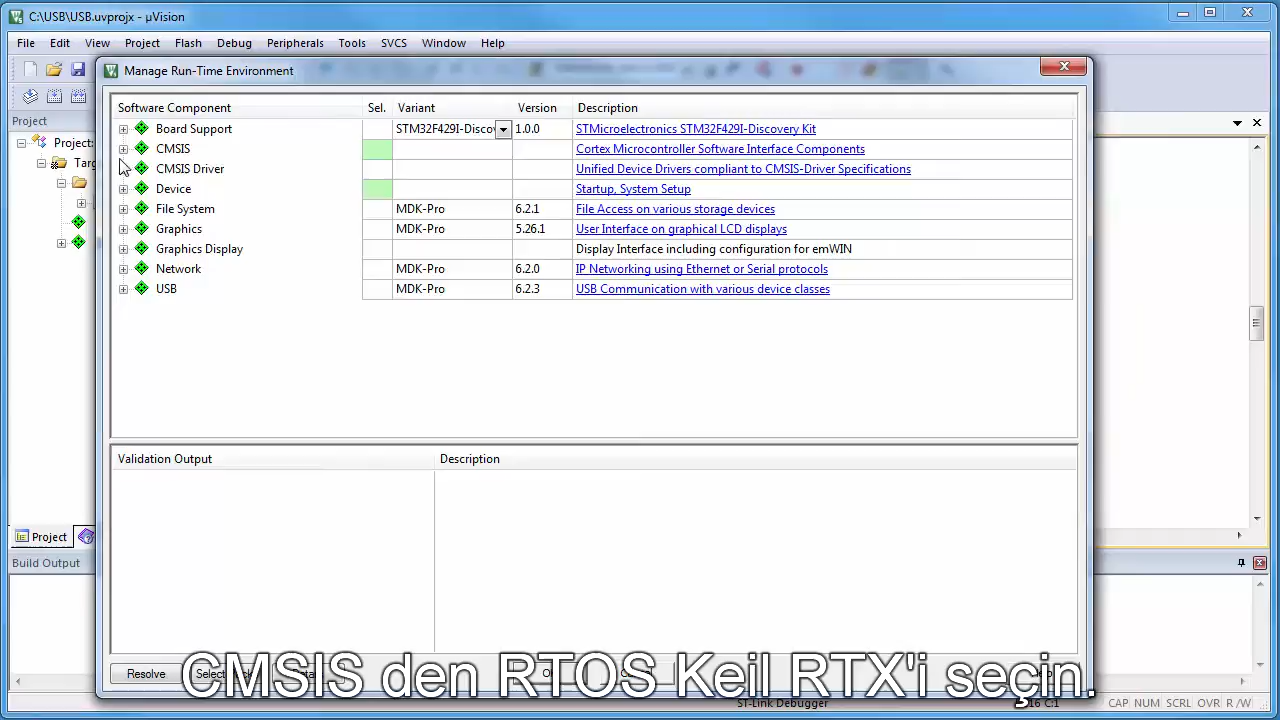 C:\USB\USB.uvprojx - µVision
File Edit View Project Flash Debug Peripherals Tools SVCS Window Help
Manage Run-Time Environment
Project
Project:
Targ
Software Component Sel. Variant Version Description
Board Support STM32F429I-Discov 1.0.0 STMicroelectronics STM32F429I-Discovery Kit
CMSIS Cortex Microcontroller Software Interface Components
CMSIS Driver Unified Device Drivers compliant to CMSIS-Driver Specifications
Device Startup, System Setup
File System MDK-Pro 6.2.1 File Access on various storage devices
Graphics MDK-Pro 5.26.1 User Interface on graphical LCD displays
Graphics Display Display Interface including configuration for emWIN
Network MDK-Pro 6.2.0 IP Networking using Ethernet or Serial protocols
USB MDK-Pro 6.2.3 USB Communication with various device classes
Validation Output Description
Project
Build Output
Resolve
CMSIS den RTOS Keil RTX'i seçin.
ST-Link Debugger CAP NUM SCRL OVR R /W